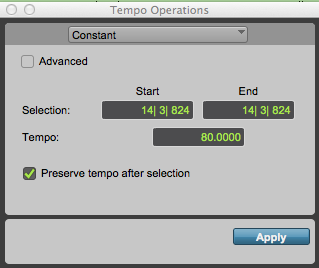 Tempo Operations
Constant
Advanced
Start End
Selection: 14| 3| 824 14| 3| 824
Tempo: 80.0000
Preserve tempo after selection
Apply